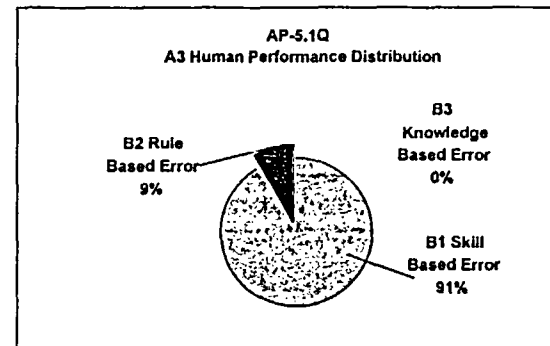 AP-5.1Q
A3 Human Performance Distribution
B2 Rule
Based Error
9%
B3
Knowledge
Based Error
0%
B1 Skill
Based Error
91%